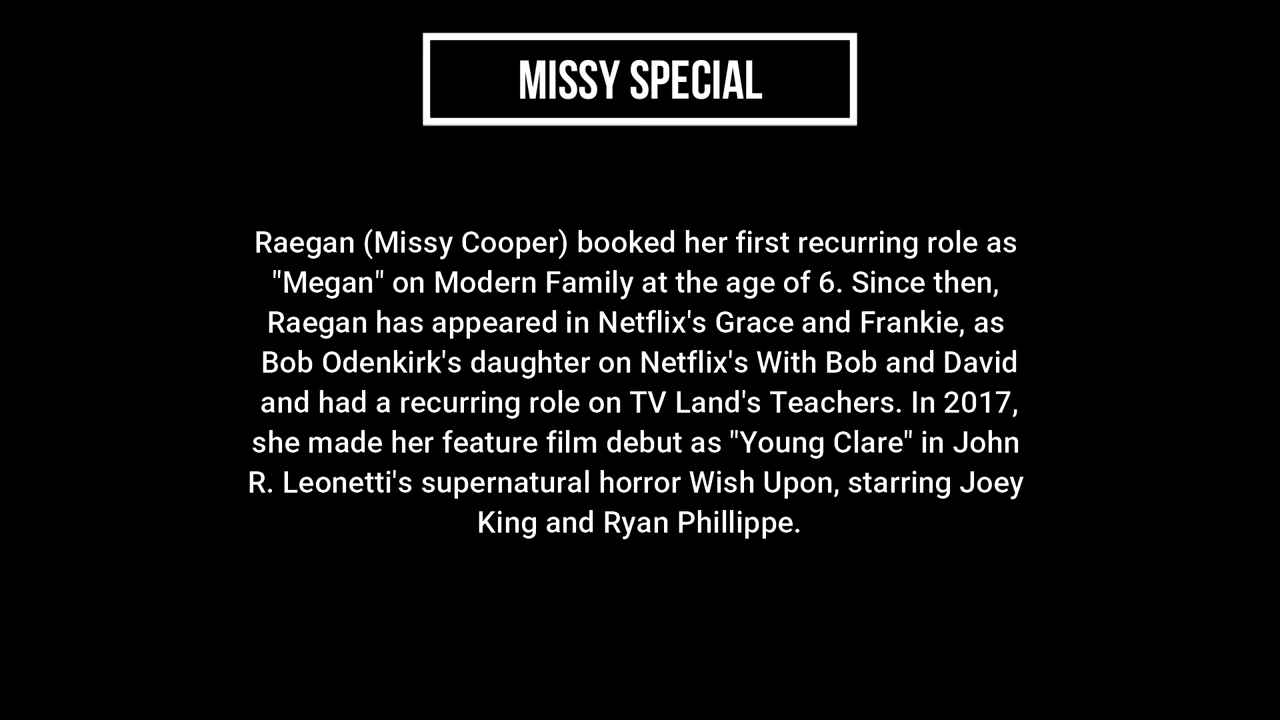 MISSY SPECIAL
Raegan (Missy Cooper) booked her first recurring role as
"Megan" on Modern Family at the age of 6. Since then,
Raegan has appeared in Netflix's Grace and Frankie, as
Bob Odenkirk's daughter on Netflix's With Bob and David
and had a recurring role on TV Land's Teachers. In 2017,
she made her feature film debut as "Young Clare" in John
R. Leonetti's supernatural horror Wish Upon, starring Joey
King and Ryan Phillippe.